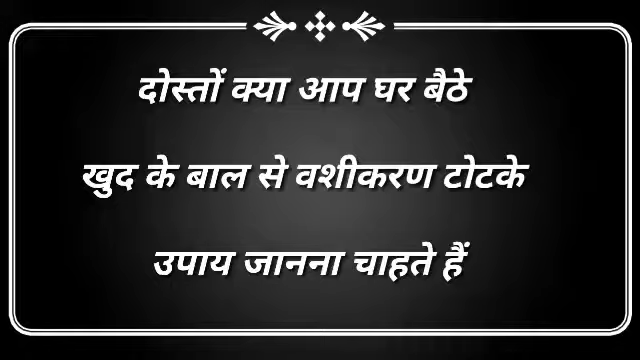 दोस्तों क्या आप घर बैठे
खुद के बाल से वशीकरण टोटके
उपाय जानना चाहते हैं